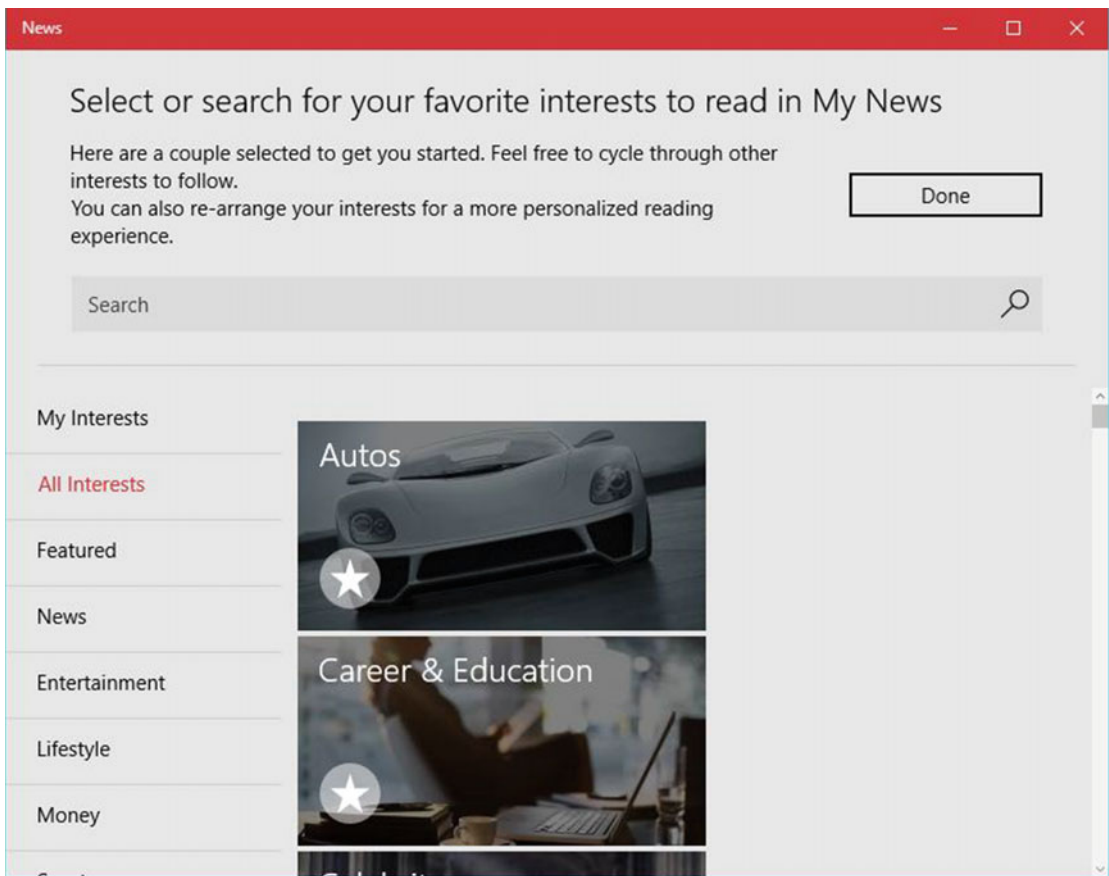 News
Select or search for your favorite interests to read in My News
Here are a couple selected to get you started. Feel free to cycle through other
interests to follow.
You can also re-arrange your interests for a more personalized reading
experience.
Done
Search
My Interests
All Interests
Featured
News
Entertainment
Lifestyle
Money
Autos
Career & Education